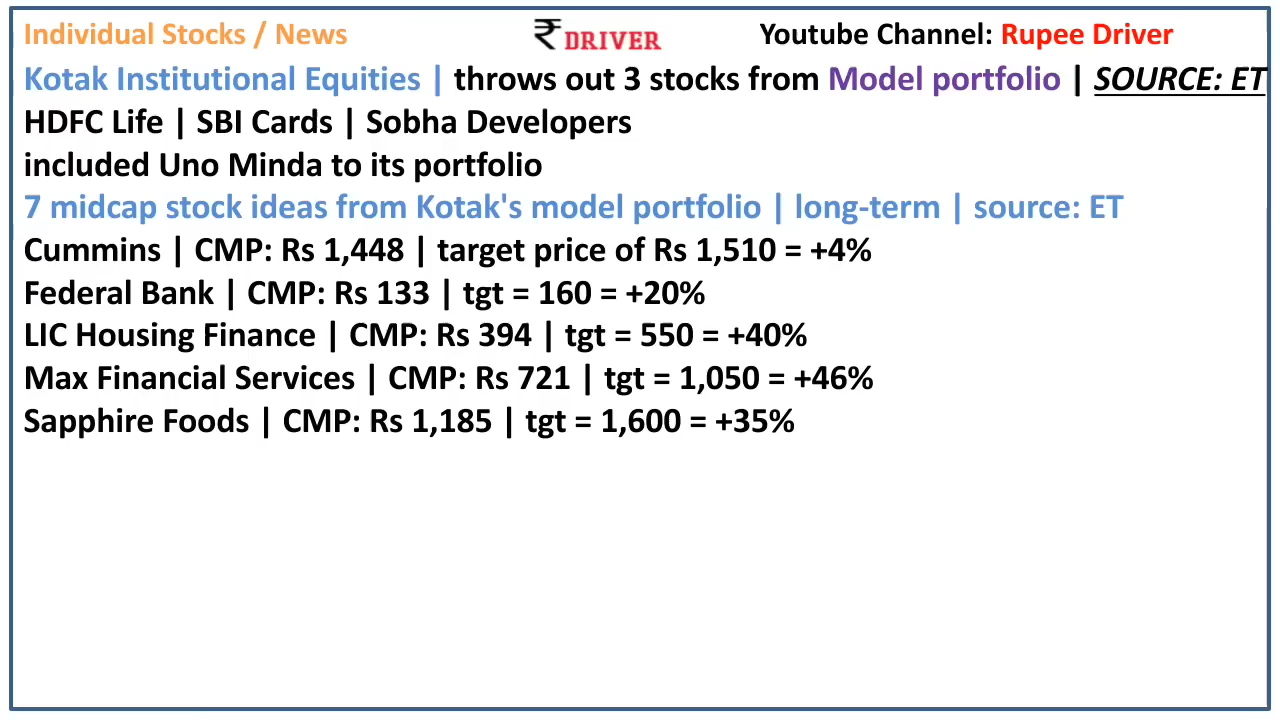 Individual Stocks / News
₹ DRIVER
Youtube Channel: Rupee Driver
Kotak Institutional Equities | throws out 3 stocks from Model portfolio | SOURCE: ET
HDFC Life | SBI Cards | Sobha Developers
included Uno Minda to its portfolio
7 midcap stock ideas from Kotak's model portfolio | long-term | source: ET
Cummins | CMP: Rs 1,448 | target price of Rs 1,510 = +4%
Federal Bank | CMP: Rs 133 | tgt = 160 = +20%
LIC Housing Finance | CMP: Rs 394 | tgt = 550 = +40%
Max Financial Services | CMP: Rs 721 | tgt = 1,050 = +46%
Sapphire Foods | CMP: Rs 1,185 | tgt = 1,600 = +35%